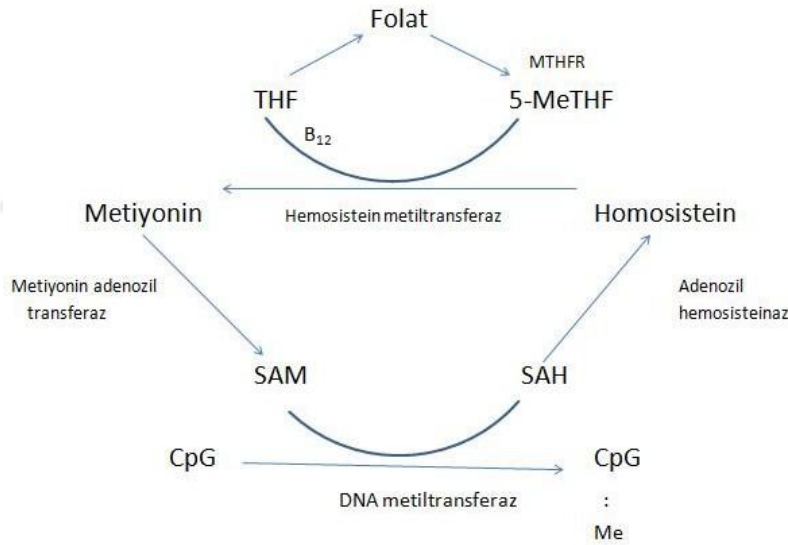 Folat
MTHFR
THF
5-MeTHF
B₁₂
Metiyonin
Hemosistein metiltransferaz
Homosistein
Metiyonin adenozil
transferaz
Adenozil
hemosisteinaz
SAM
SAH
CpG
CpG
DNA metiltransferaz
:
Me